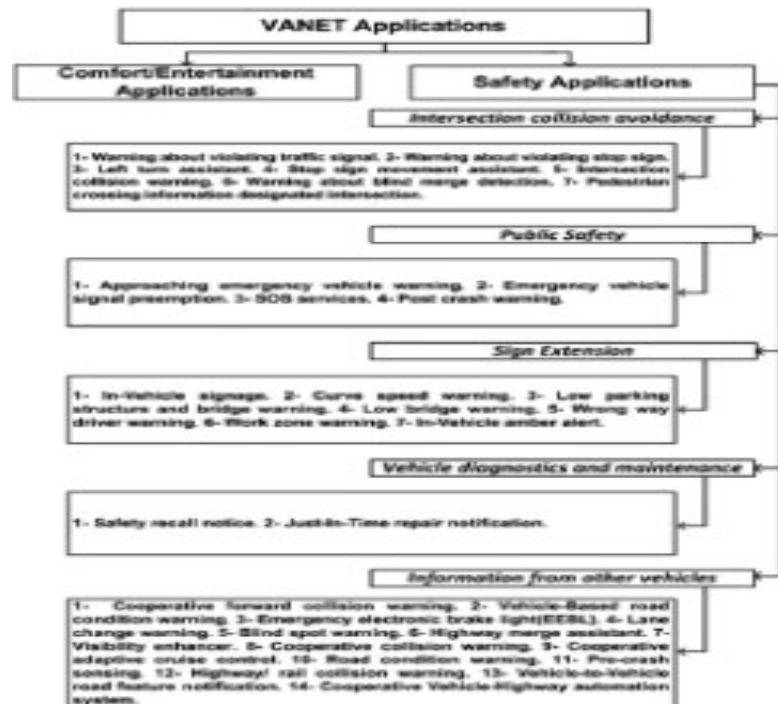 VANET Applications
Comfort/Entertainment
Applications
Safety Applications
Intersection collision avoidance
1- Warning about violating traffic signal. 2- Warning about violating stop sign.
3- Left turn assistant. 4- Stop sign movement assistant. 5- Intersection
collision warning. 6- Warning about blind merge detection. 7- Pedestrian
crossing information designated intersection.
Public Safety
1- Approaching emergency vehicle warning. 2- Emergency vehicle
signal preemption. 3- SOS services. 4- Post crash warning.
Sign Extension
1- In-Vehicle signage. 2- Curve speed warning. 3- Low parking
structure and bridge warning. 4- Low bridge warning. 5- Wrong way
driver warning. 6- Work zone warning. 7- In-Vehicle amber alert.
Vehicle diagnostics and maintenance
1- Safety recall notice. 2- Just-In-Time repair notification.
Information from other vehicles
1- Cooperative forward collision warning. 2- Vehicle-Based road
condition warning. 3- Emergency electronic brake light(EEBL). 4- Lane
change warning. 5- Blind spot warning. 6- Highway merge assistant. 7-
Visibility enhancer. 8- Cooperative collision warning. 9- Cooperative
adaptive cruise control. 10- Road condition warning. 11- Pre-crash
sensing. 12- Highway/ rail collision warning. 13- Vehicle-to-Vehicle
road feature notification. 14- Cooperative Vehicle-Highway automation
system.